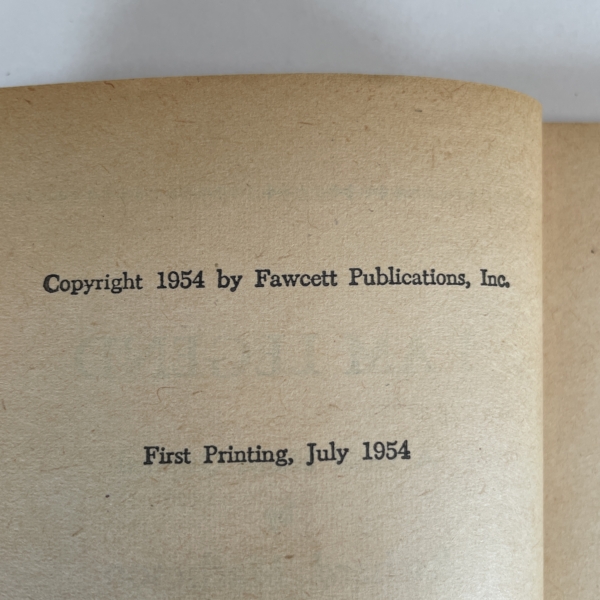 Copyright 1954 by Fawcett Publications, Inc.
First Printing, July 1954